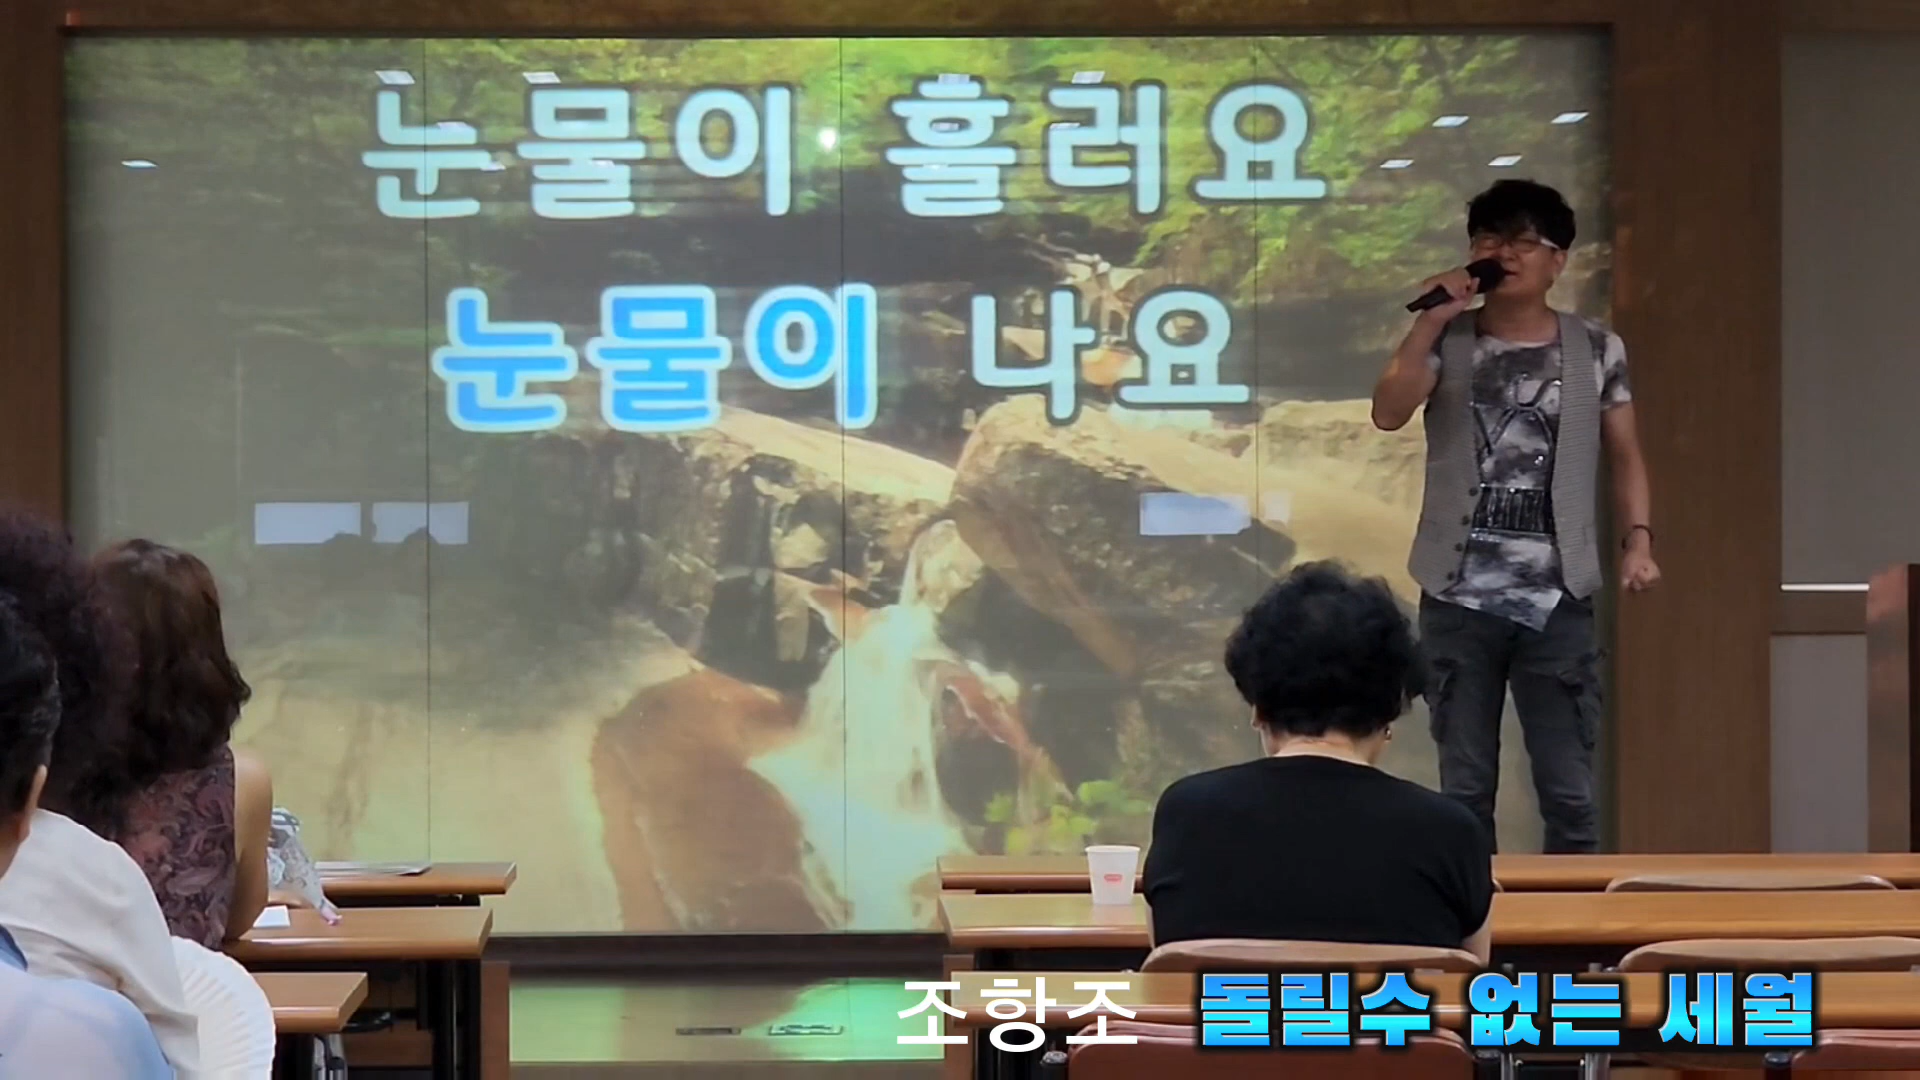 눈물이 흘러요
눈물이 나요
조항조 돌릴수 없는 세월